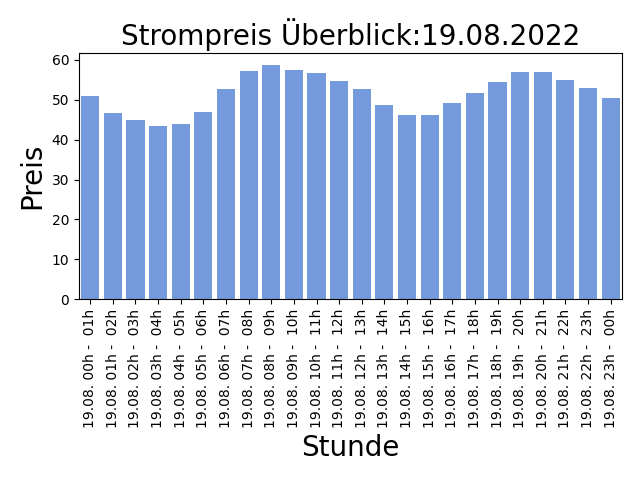 Strompreis Überblick:19.08.2022
60
50
40
30
20
10
0
Preis
19.08. 00h - 01h
19.08. 01h - 02h
19.08. 02h - 03h
19.08. 03h - 04h
19.08. 04h - 05h
19.08. 05h - 06h
19.08. 06h - 07h
19.08. 07h - 08h
19.08. 08h - 09h
19.08. 09h - 10h
19.08. 10h - 11h
19.08. 11h - 12h
19.08. 12h - 13h
19.08. 13h - 14h
19.08. 14h - 15h
19.08. 15h - 16h
19.08. 16h - 17h
19.08. 17h - 18h
19.08. 18h - 19h
19.08. 19h - 20h
19.08. 20h - 21h
19.08. 21h - 22h
19.08. 22h - 23h
19.08. 23h - 00h
Stunde